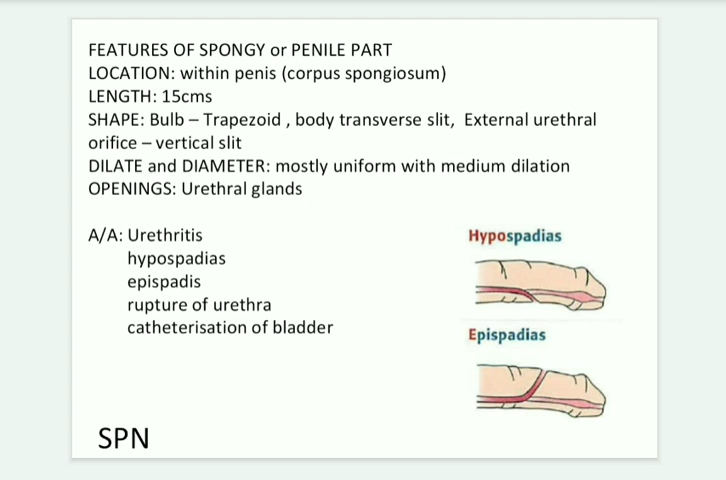 FEATURES OF SPONGY or PENILE PART
LOCATION: within penis (corpus spongiosum)
LENGTH: 15cms
SHAPE: Bulb – Trapezoid , body transverse slit,  External urethral
orifice – vertical slit
DILATE and DIAMETER: mostly uniform with medium dilation
OPENINGS: Urethral glands
A/A: Urethritis
hypospadias
epispadis
rupture of urethra
catheterisation of bladder
Hypospadias
Epispadias
SPN